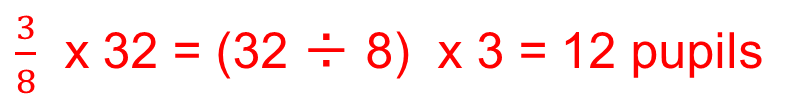 3/8 x 32 = (32 ÷ 8) x 3 = 12 pupils